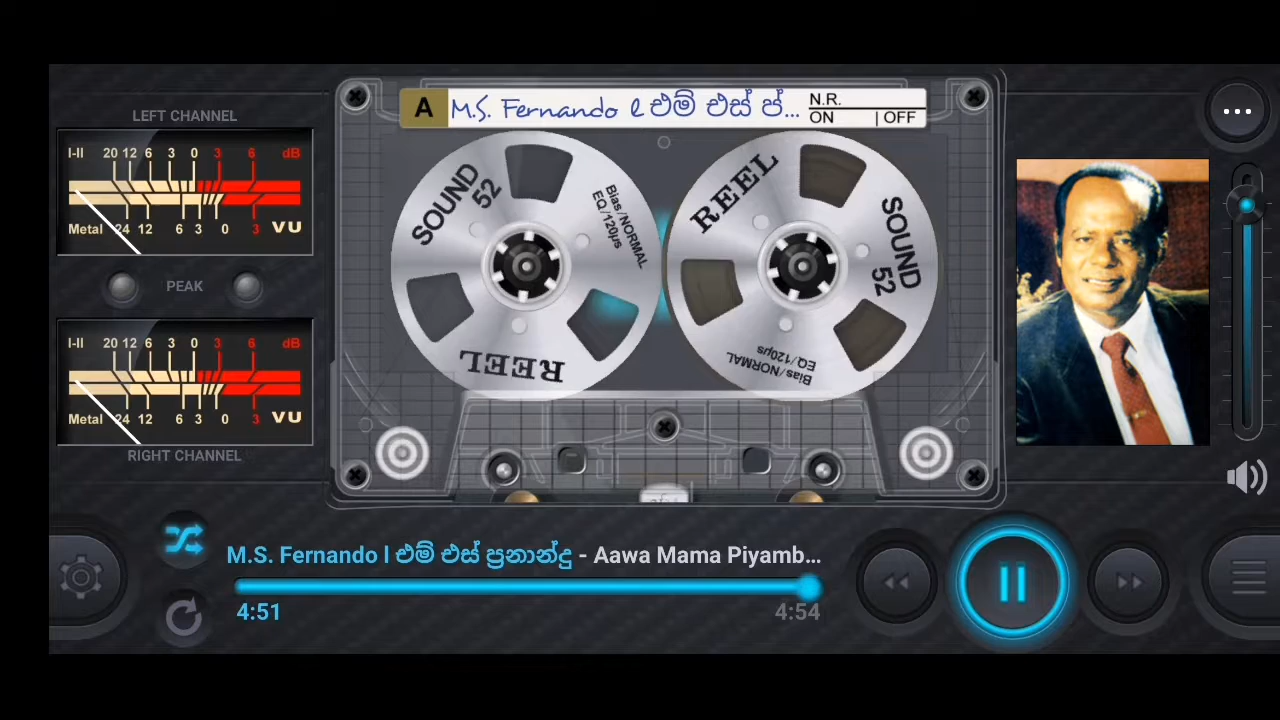 LEFT CHANNEL
I-II 20 12 6 3 0 3 6 dB
Metal 24 12 6 3 0 3 VU
PEAK
I-II 20 12 6 3 0 3 6 dB
Metal 24 12 6 3 0 3 VU
RIGHT CHANNEL
A M.S. Fernando l එම් එස් ප්‍... N.R.
ON | OFF
SOUND
52
Bias/NORMAL
EQ/120µs
REEL
REEL
SOUND
52
Bias/NORMAL
EQ/120µs
M.S. Fernando l එම් එස් ප්‍රනාන්දු - Aawa Mama Piyamb...
4:51 4:54